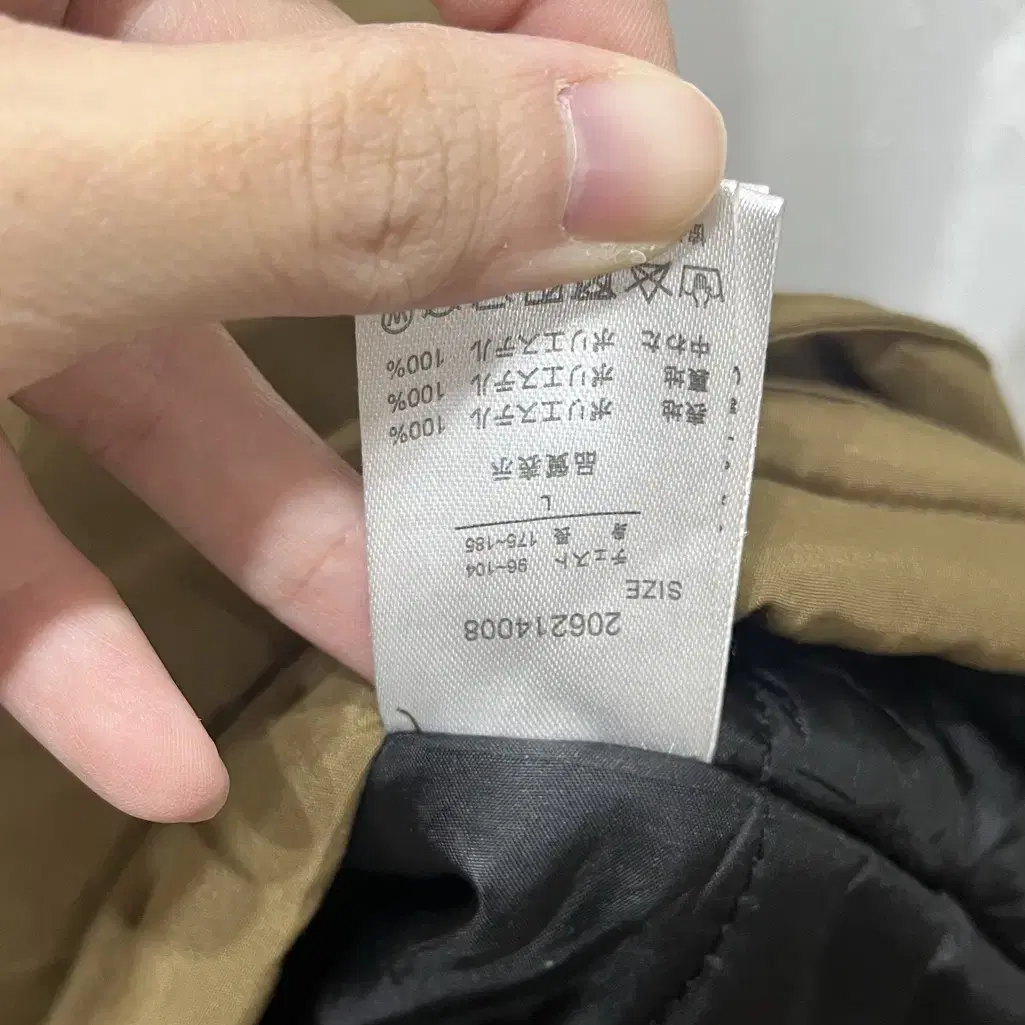 206214008
SIZE
チェスト 96~104
身 長 175~185
L
品質表示
表地 ポリエステル 100%
裏地 ポリエステル 100%
中わた ポリエステル 100%
W